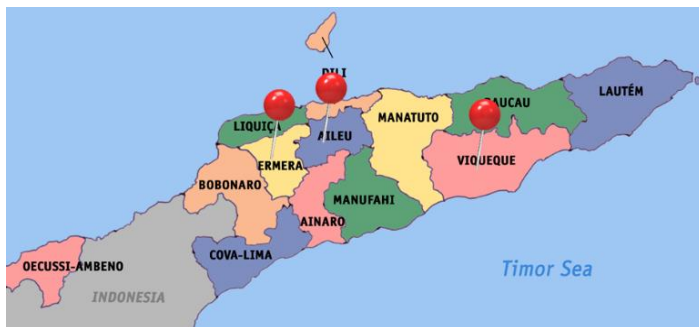 DILI
LAUTÉM
BAUCAU
MANATUTO
LIQUIÇA
AILEU
VIQUEQUE
ERMERA
BOBONARO
MANUFAHI
AINARO
COVA-LIMA
OECUSSI-AMBENO
Timor Sea
INDONESIA